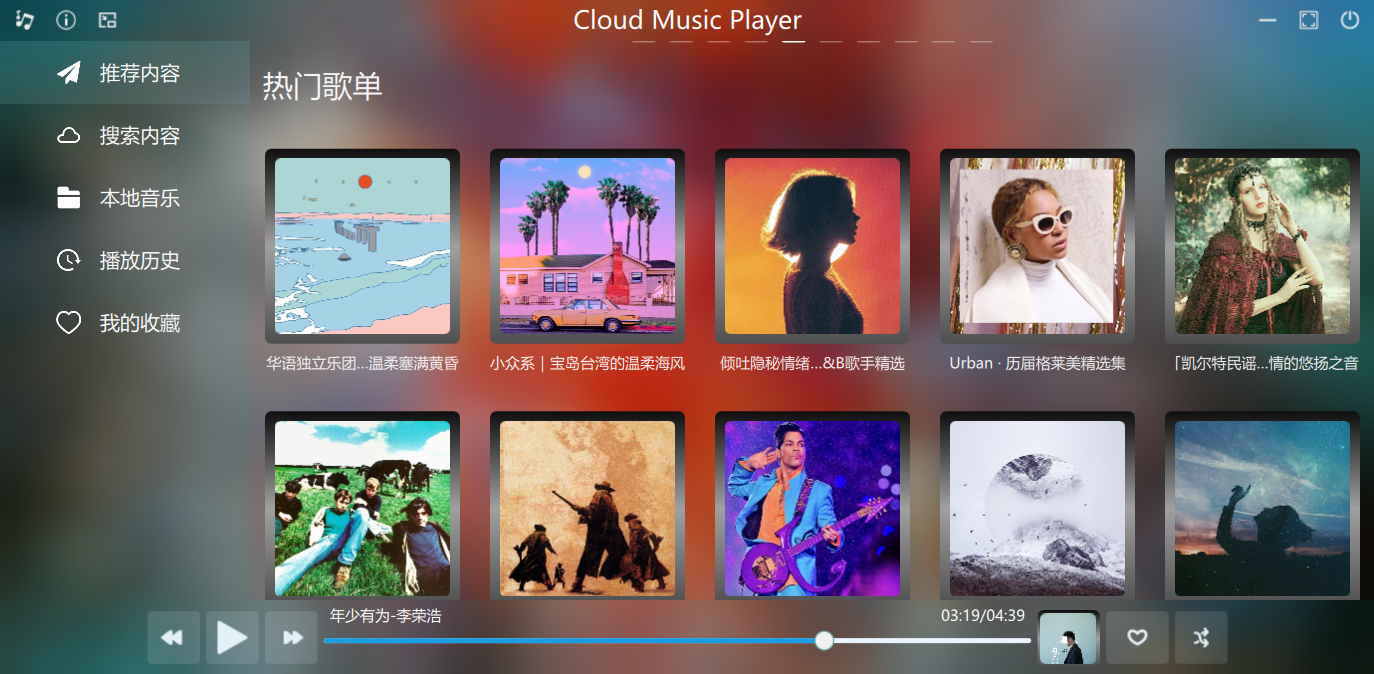 Cloud Music Player
推荐内容
搜索内容
本地音乐
播放历史
我的收藏
热门歌单
华语独立乐团...温柔塞满黄昏
小众系 | 宝岛台湾的温柔海风
倾吐隐秘情绪...&B歌手精选
Urban · 历届格莱美精选集
「凯尔特民谣...情的悠扬之音
年少有为-李荣浩
03:19/04:39